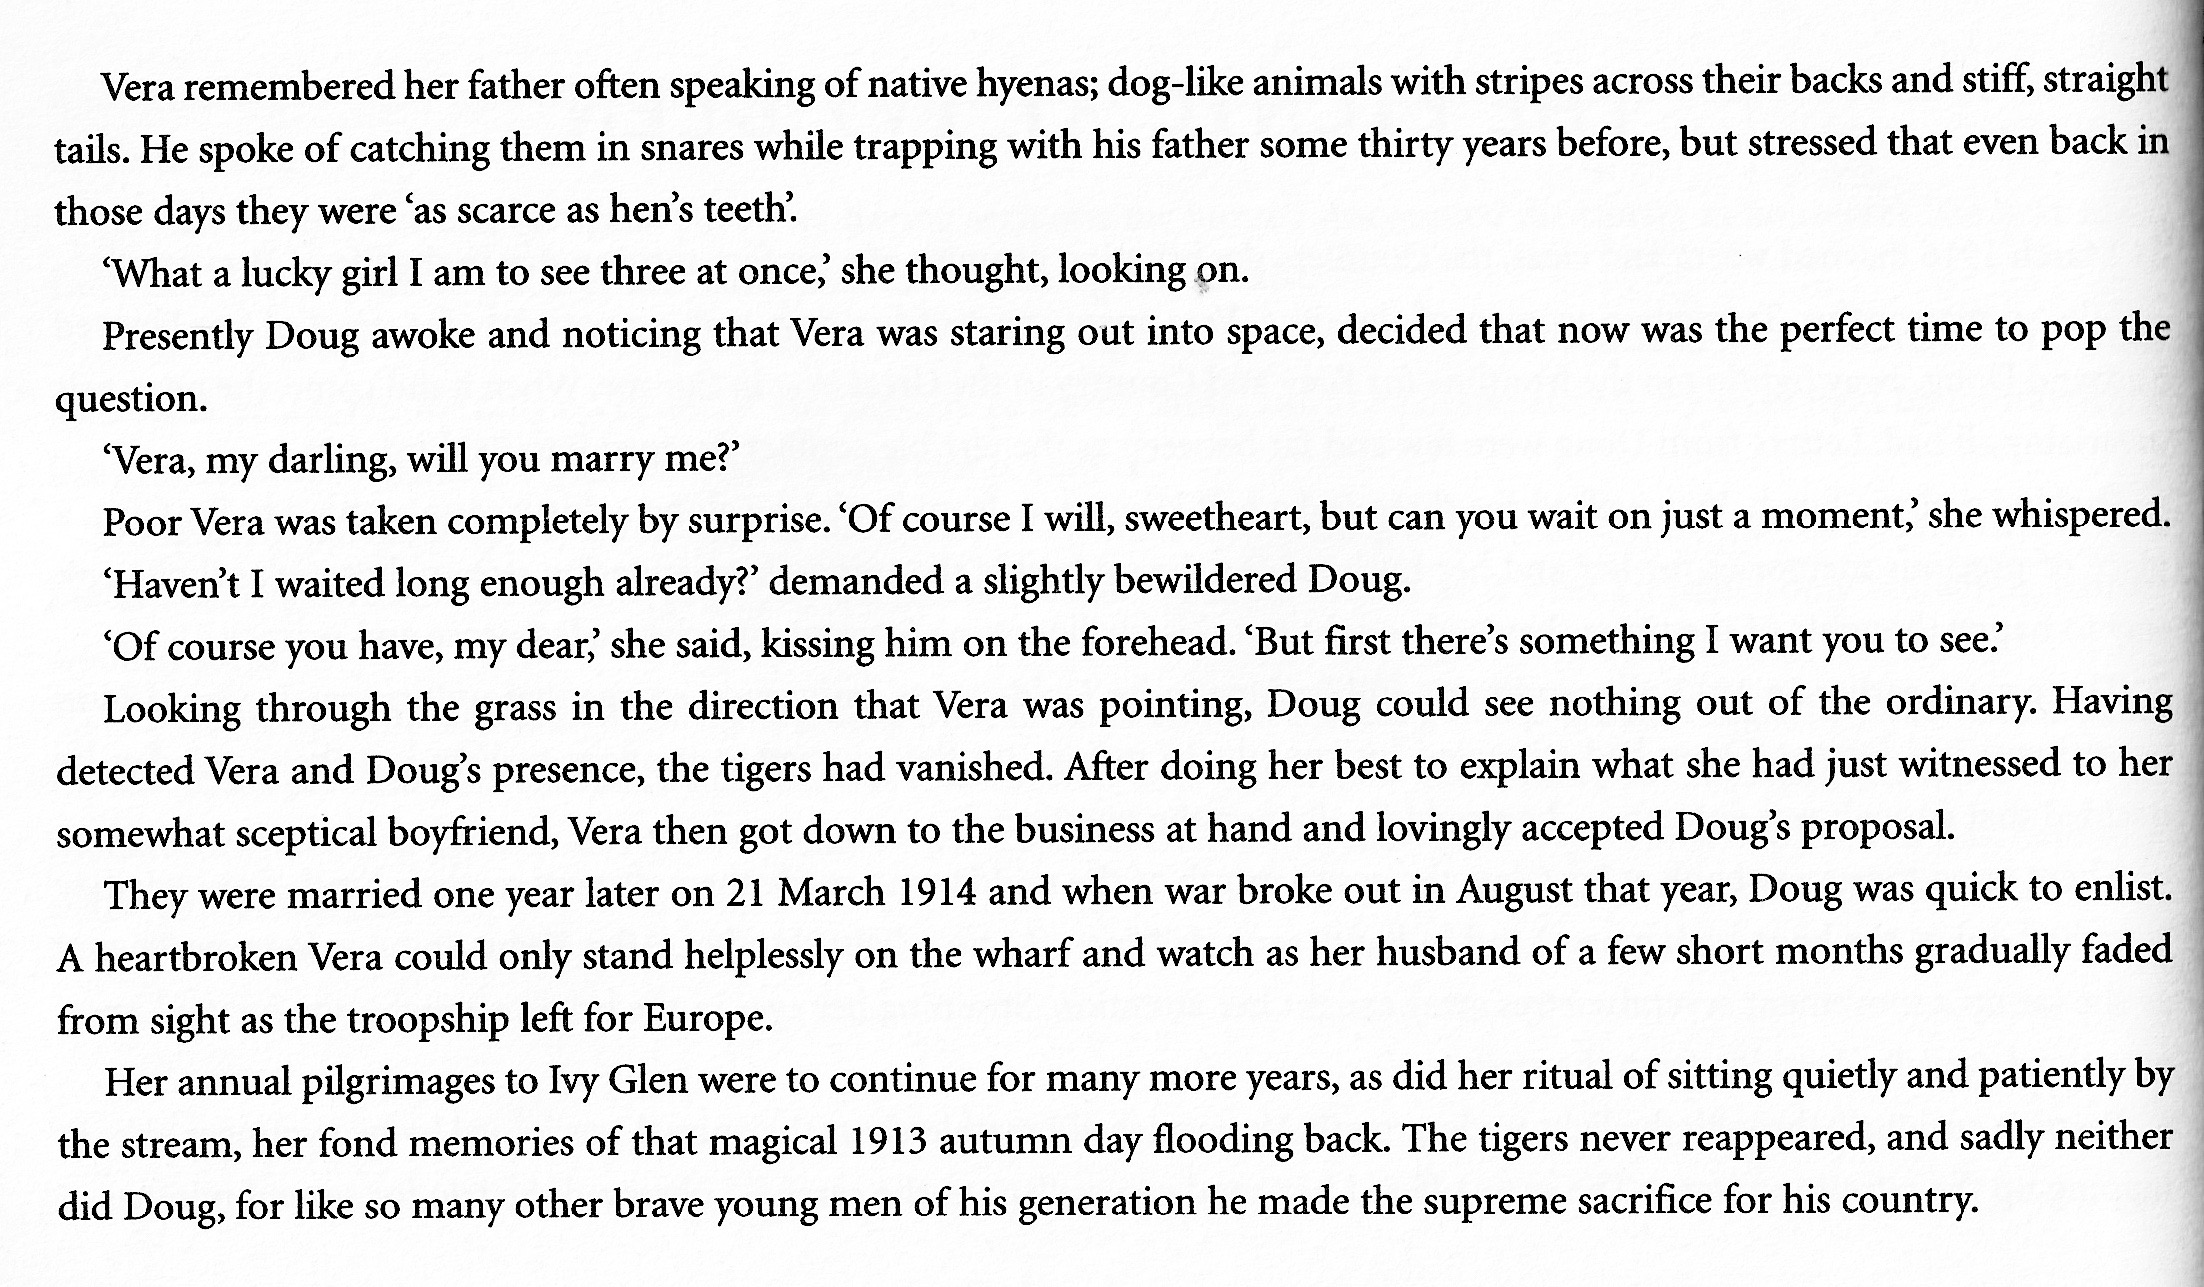 Vera remembered her father often speaking of native hyenas; dog-like animals with stripes across their backs and stiff, straight
tails. He spoke of catching them in snares while trapping with his father some thirty years before, but stressed that even back in
those days they were ‘as scarce as hen’s teeth’.
‘What a lucky girl I am to see three at once,’ she thought, looking on.
Presently Doug awoke and noticing that Vera was staring out into space, decided that now was the perfect time to pop the
question.
‘Vera, my darling, will you marry me?’
Poor Vera was taken completely by surprise. ‘Of course I will, sweetheart, but can you wait on just a moment,’ she whispered.
‘Haven’t I waited long enough already?’ demanded a slightly bewildered Doug.
‘Of course you have, my dear,’ she said, kissing him on the forehead. ‘But first there’s something I want you to see.’
Looking through the grass in the direction that Vera was pointing, Doug could see nothing out of the ordinary. Having
detected Vera and Doug’s presence, the tigers had vanished. After doing her best to explain what she had just witnessed to her
somewhat sceptical boyfriend, Vera then got down to the business at hand and lovingly accepted Doug’s proposal.
They were married one year later on 21 March 1914 and when war broke out in August that year, Doug was quick to enlist.
A heartbroken Vera could only stand helplessly on the wharf and watch as her husband of a few short months gradually faded
from sight as the troopship left for Europe.
Her annual pilgrimages to Ivy Glen were to continue for many more years, as did her ritual of sitting quietly and patiently by
the stream, her fond memories of that magical 1913 autumn day flooding back. The tigers never reappeared, and sadly neither
did Doug, for like so many other brave young men of his generation he made the supreme sacrifice for his country.